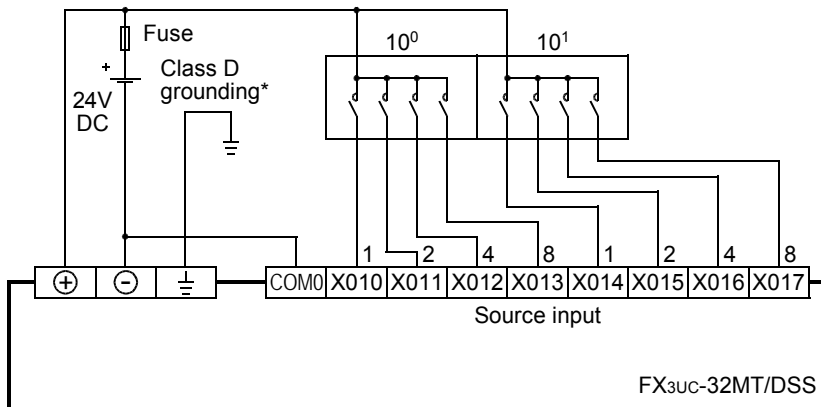 Fuse
10⁰ 10¹
+
Class D
grounding*
24V
DC
1 2 4 8 1 2 4 8
+ - COM0 X010 X011 X012 X013 X014 X015 X016 X017
Source input
FX3UC-32MT/DSS